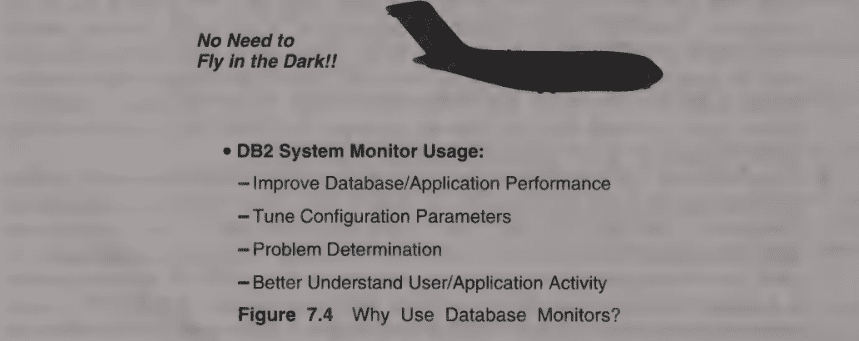 No Need to
Fly in the Dark!!
• DB2 System Monitor Usage:
– Improve Database/Application Performance
– Tune Configuration Parameters
– Problem Determination
– Better Understand User/Application Activity
Figure 7.4 Why Use Database Monitors?